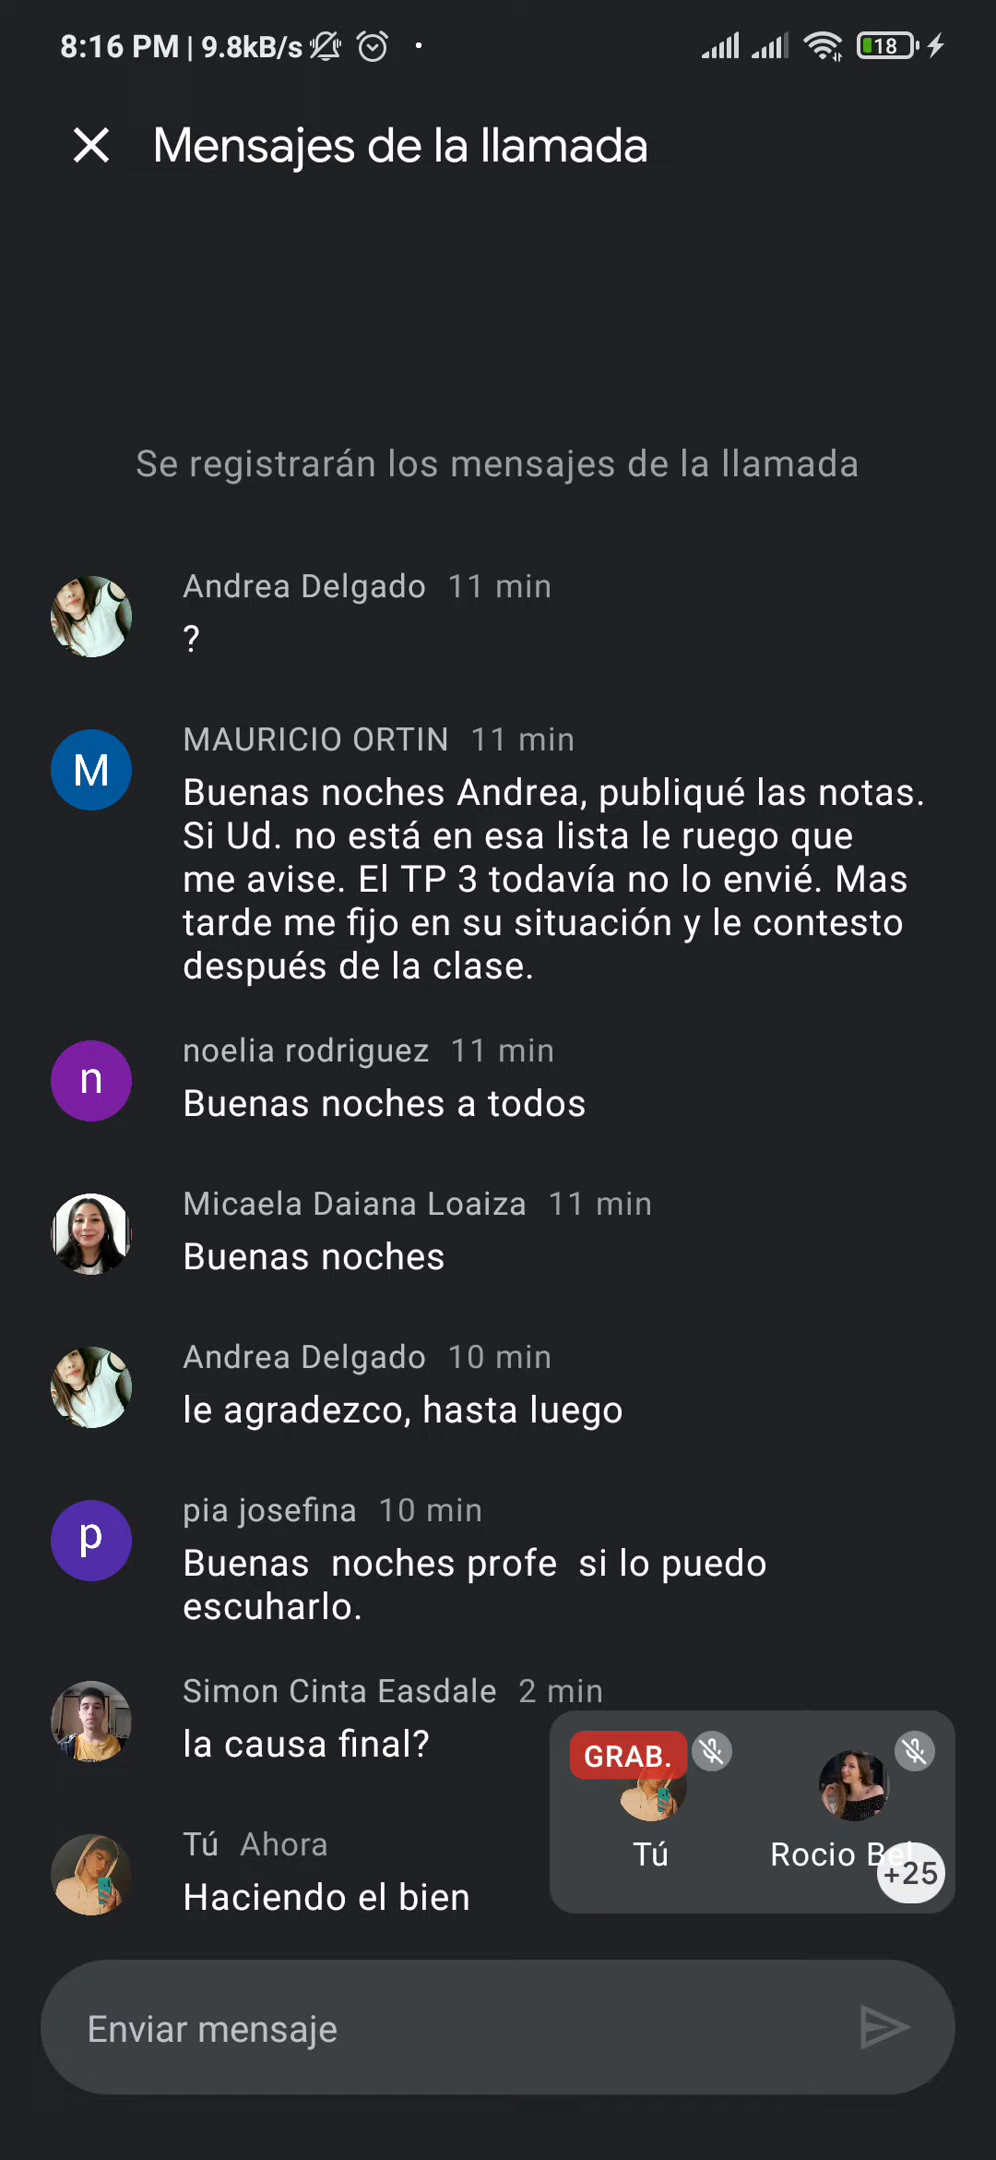 8:16 PM | 9.8kB/s
18
Mensajes de la llamada
Se registrarán los mensajes de la llamada
Andrea Delgado 11 min
?
M
MAURICIO ORTIN 11 min
Buenas noches Andrea, publiqué las notas.
Si Ud. no está en esa lista le ruego que
me avise. El TP 3 todavía no lo envié. Mas
tarde me fijo en su situación y le contesto
después de la clase.
n
noelia rodriguez 11 min
Buenas noches a todos
Micaela Daiana Loaiza 11 min
Buenas noches
Andrea Delgado 10 min
le agradezco, hasta luego
p
pia josefina 10 min
Buenas  noches profe  si lo puedo
escuharlo.
Simon Cinta Easdale 2 min
la causa final?
GRAB.
Tú
Rocio Bel
+25
Tú Ahora
Haciendo el bien
Enviar mensaje